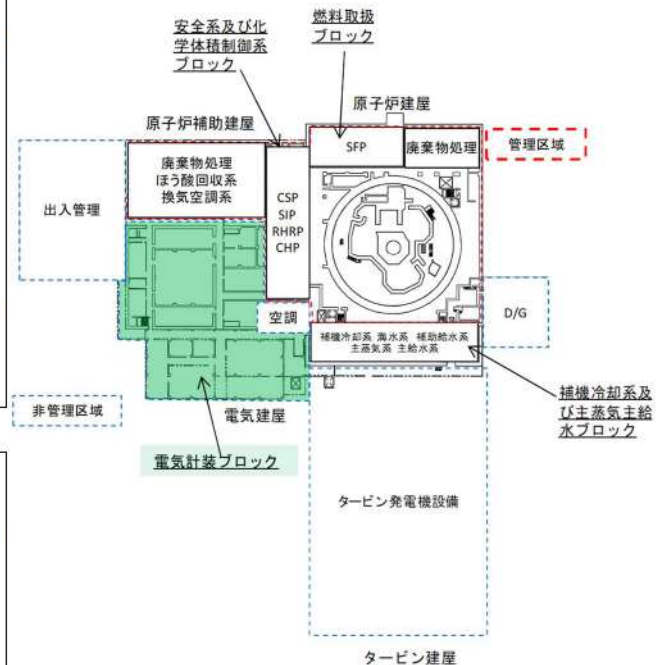 安全系及び化
学体積制御系
ブロック
燃料取扱
ブロック
原子炉補助建屋
原子炉建屋
SFP
廃棄物処理
管理区域
廃棄物処理
ほう酸回収系
換気空調系
CSP
SIP
RHRP
CHP
出入管理
空調
D/G
補機冷却系 海水系 補助給水系
主蒸気系 主給水系
非管理区域
電気建屋
補機冷却系及
び主蒸気主給
水ブロック
電気計装ブロック
タービン発電機設備
タービン建屋